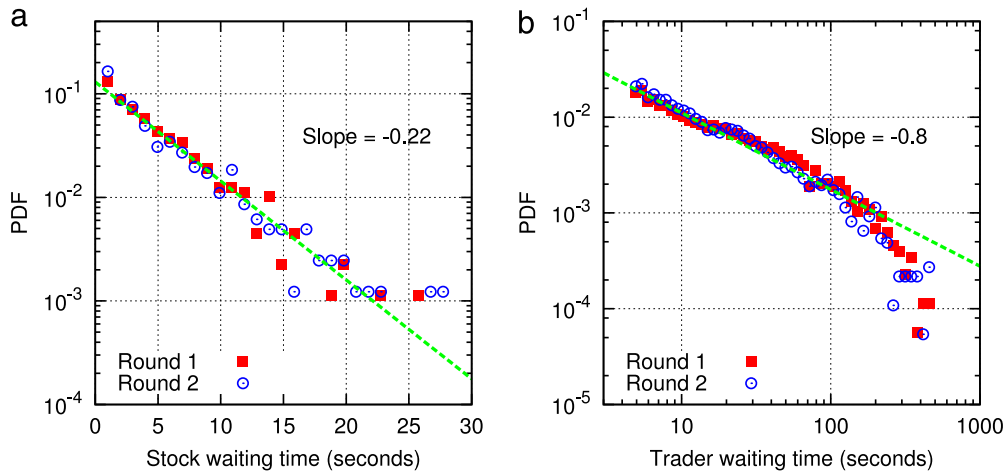 a
PDF
10^-1
10^-2
10^-3
10^-4
0 5 10 15 20 25 30
Stock waiting time (seconds)
Slope = -0.22
Round 1
Round 2
b
PDF
10^-1
10^-2
10^-3
10^-4
10^-5
10 100 1000
Trader waiting time (seconds)
Slope = -0.8
Round 1
Round 2